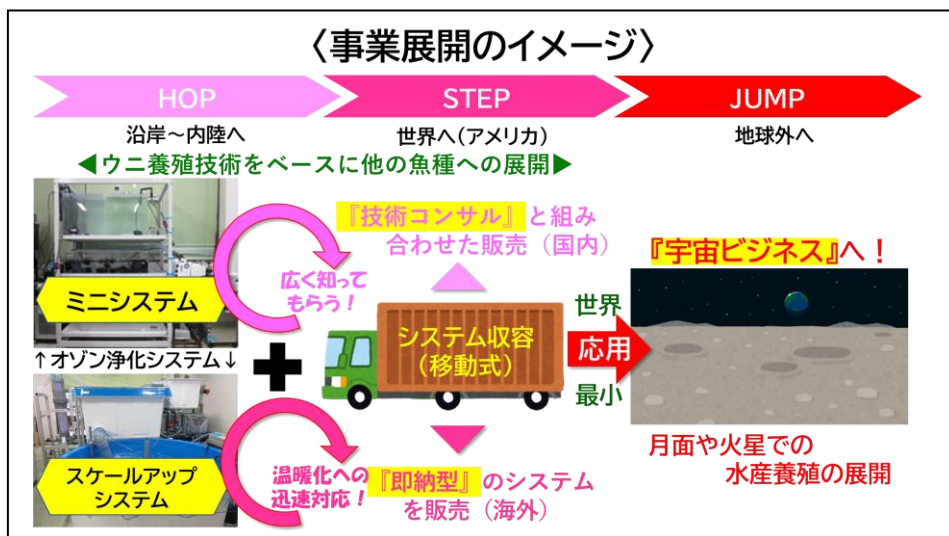 〈事業展開のイメージ〉
HOP
STEP
JUMP
沿岸～内陸へ
世界へ(アメリカ)
地球外へ
◀ウニ養殖技術をベースに他の魚種への展開▶
ミニシステム
↑オゾン浄化システム↓
スケールアップ
システム
広く知って
もらう！
温暖化への
迅速対応！
『技術コンサル』と組み
合わせた販売（国内）
システム収容
(移動式)
『即納型』のシステム
を販売（海外）
世界
応用
最小
『宇宙ビジネス』へ！
月面や火星での
水産養殖の展開